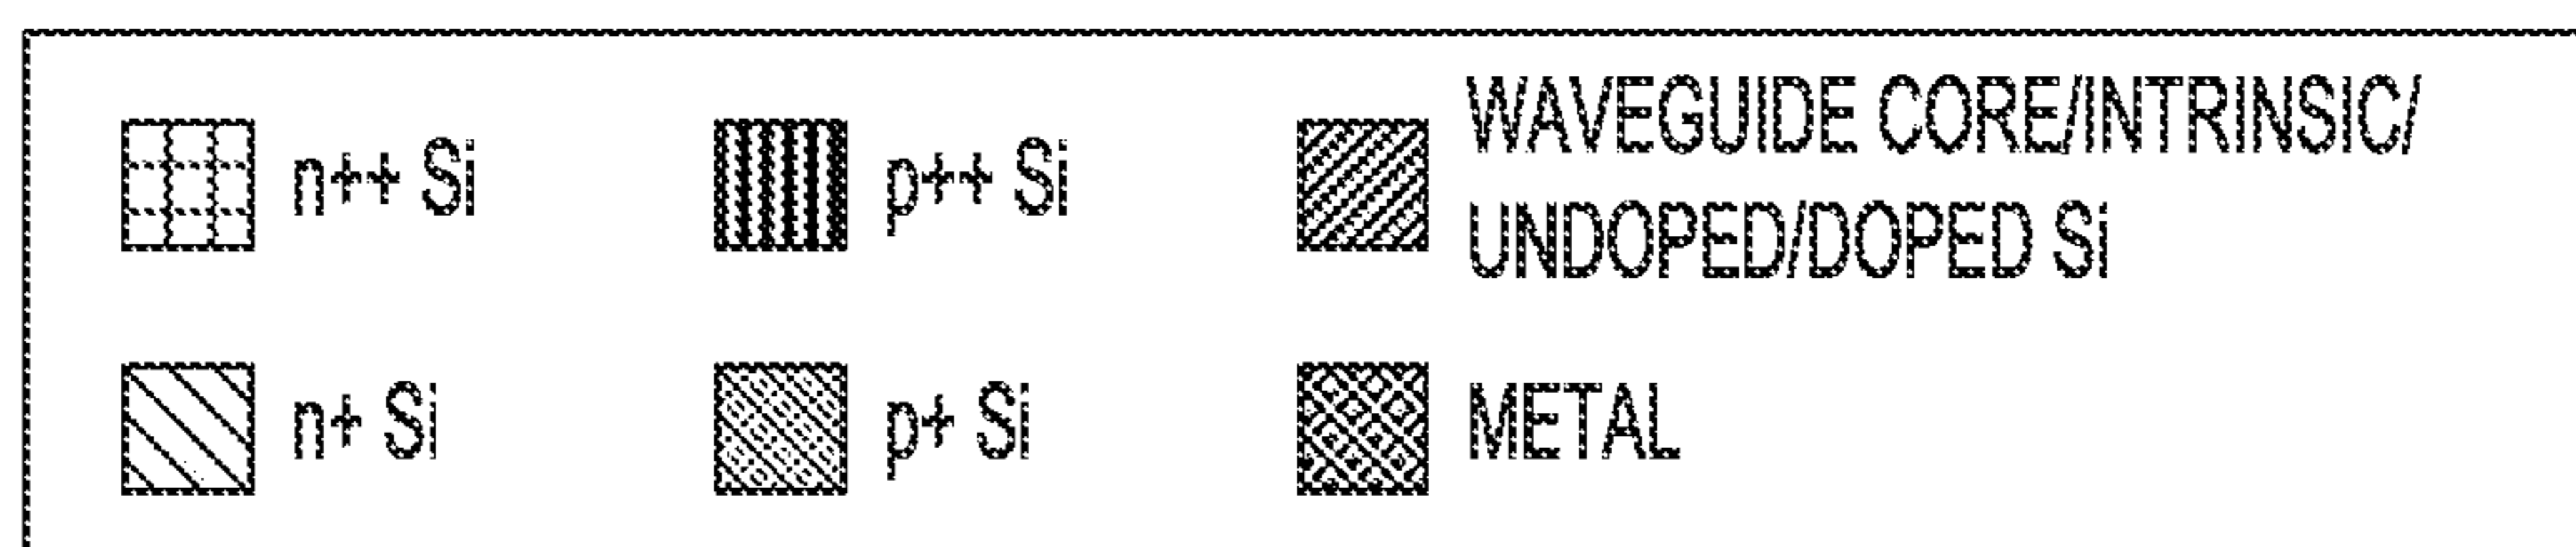 n++ Si
p++ Si
WAVEGUIDE CORE/INTRINSIC/
UNDOPED/DOPED Si
n+ Si
p+ Si
METAL